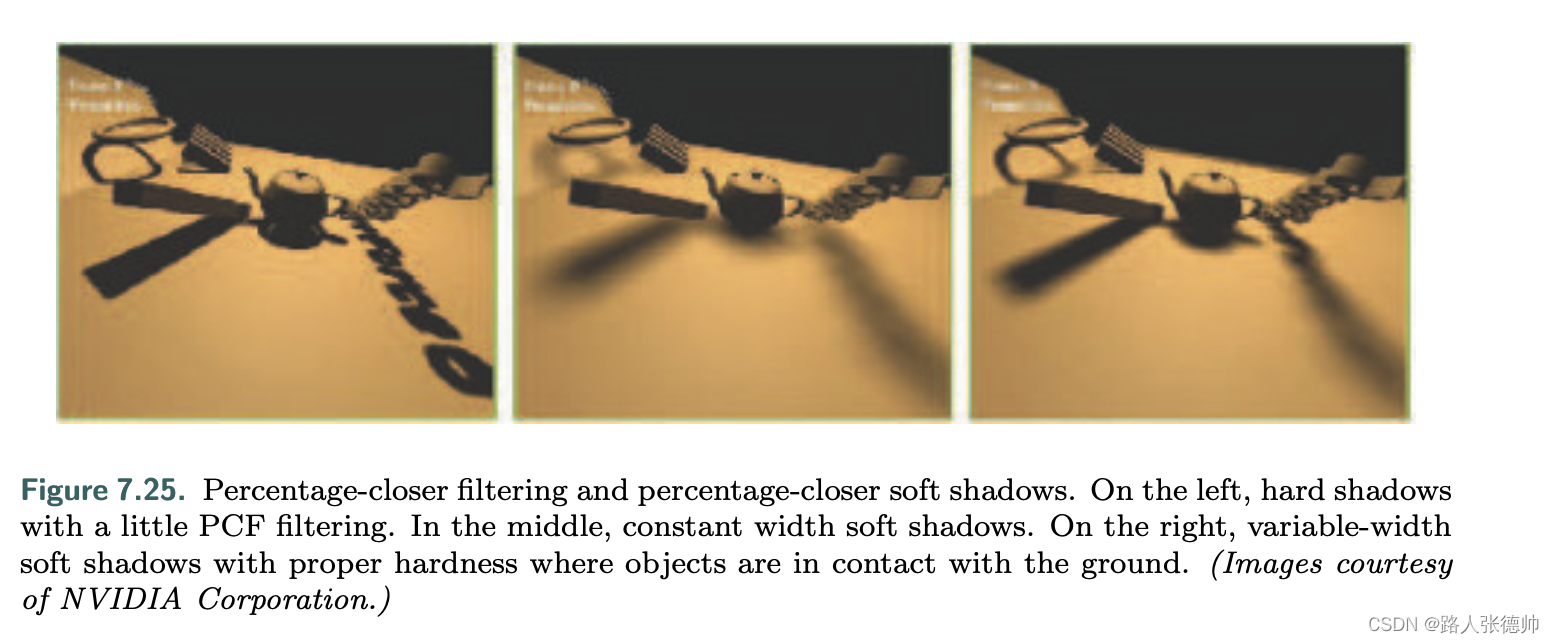 Figure 7.25. Percentage-closer filtering and percentage-closer soft shadows. On the left, hard shadows
with a little PCF filtering. In the middle, constant width soft shadows. On the right, variable-width
soft shadows with proper hardness where objects are in contact with the ground. (Images courtesy
of NVIDIA Corporation.)
CSDN @路人张德帅